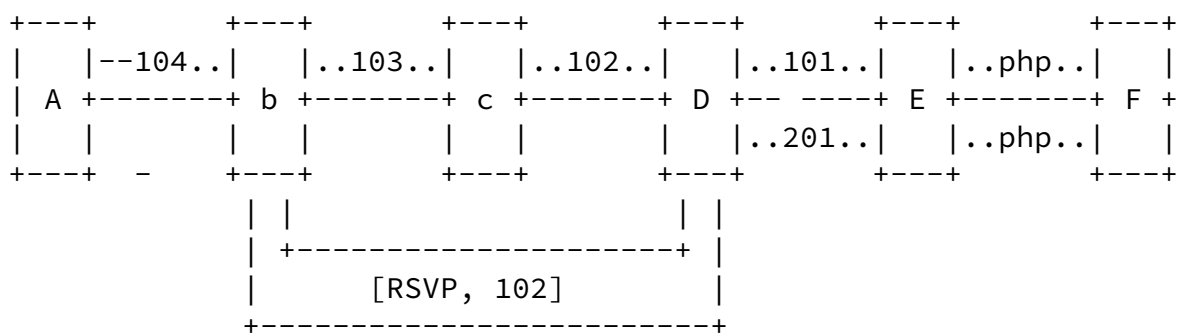 +---+       +---+       +---+       +---+       +---+       +---+
|   |--104..|   |..103..|   |..102..|   |..101..|   |..php..|   |
| A +-------+ b +-------+ c +-------+ D +-- ----+ E +-------+ F +
|   |       |   |       |   |       |   |..201..|   |..php..|   |
+---+  -    +---+       +---+       +---+       +---+       +---+
             | |                     | |
             | +---------------------+ |
             |      [RSVP, 102]        |
             +-------------------------+